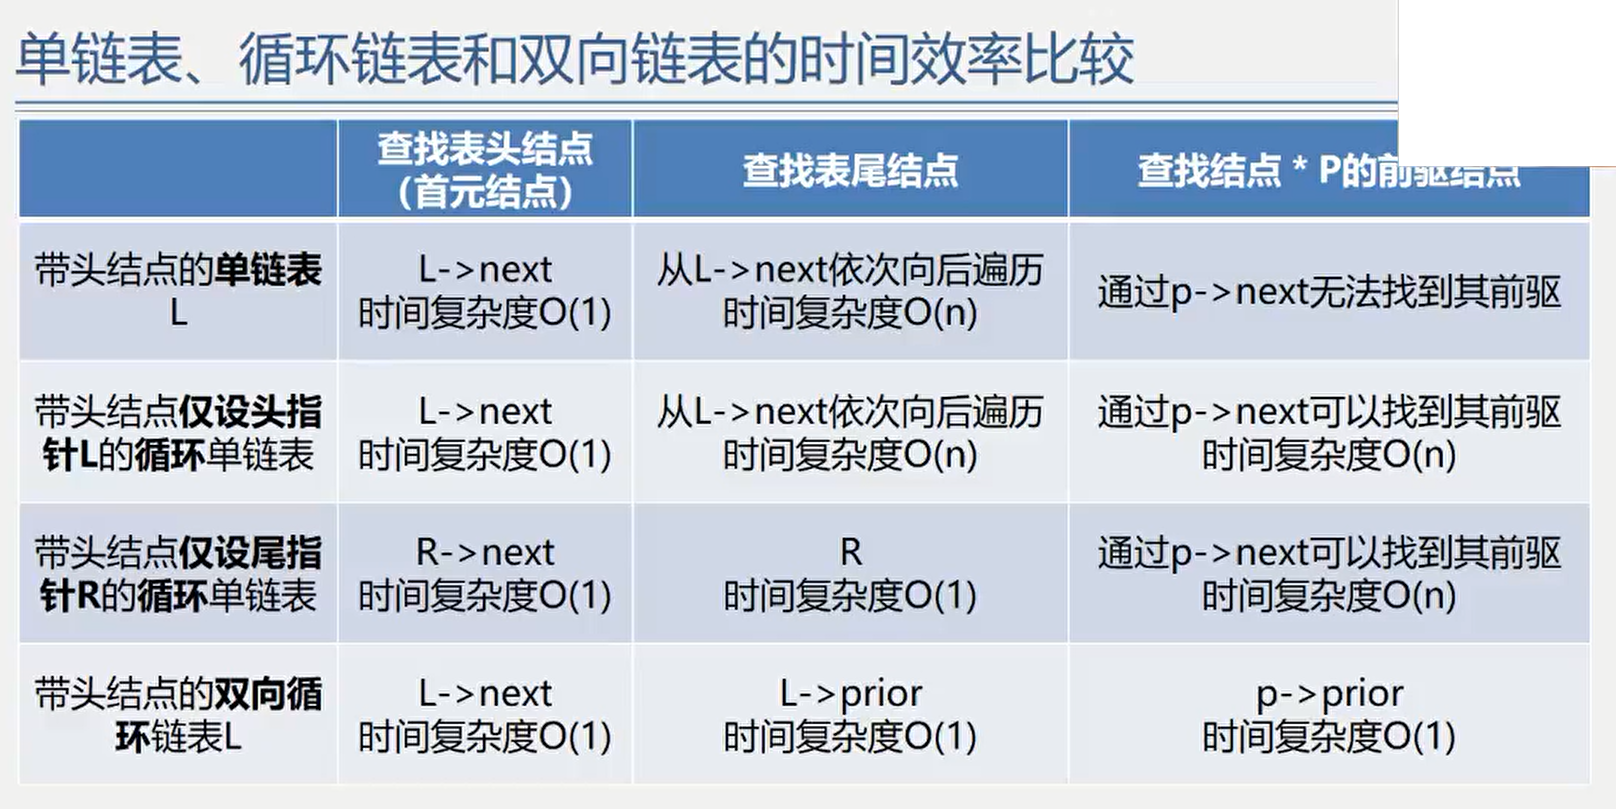 单链表、循环链表和双向链表的时间效率比较
查找表头结点
(首元结点)
查找表尾结点
查找结点 * P的前驱结点
带头结点的单链表
L
L->next
时间复杂度O(1)
从L->next依次向后遍历
时间复杂度O(n)
通过p->next无法找到其前驱
带头结点仅设头指
针L的循环单链表
L->next
时间复杂度O(1)
从L->next依次向后遍历
时间复杂度O(n)
通过p->next可以找到其前驱
时间复杂度O(n)
带头结点仅设尾指
针R的循环单链表
R->next
时间复杂度O(1)
R
时间复杂度O(1)
通过p->next可以找到其前驱
时间复杂度O(n)
带头结点的双向循
环链表L
L->next
时间复杂度O(1)
L->prior
时间复杂度O(1)
p->prior
时间复杂度O(1)